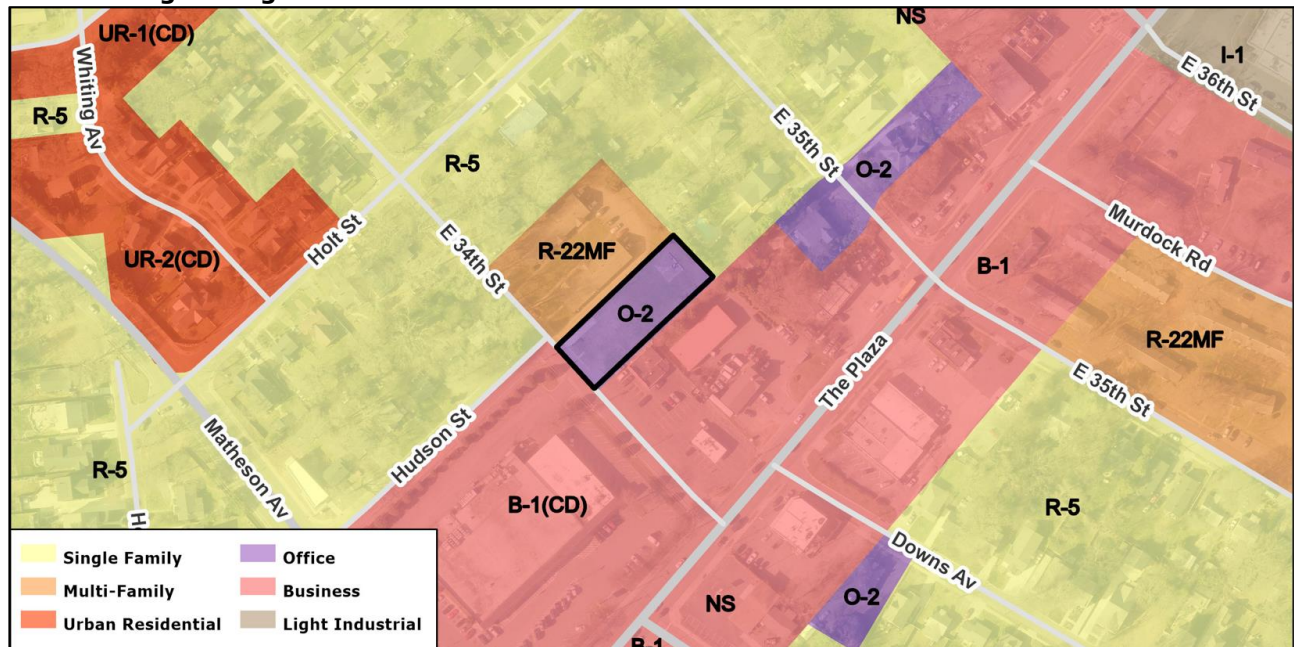 UR-1(CD)
NS
I-1
E 36th St
Whiting Av
R-5
R-5
E 35th St
O-2
Murdock Rd
Holt St
E 34th St
R-22MF
UR-2(CD)
B-1
O-2
R-22MF
The Plaza
E 35th St
Hudson St
Matheson Av
R-5
B-1(CD)
R-5
Downs Av
NS
O-2
B-1
Single Family
Office
Multi-Family
Business
Urban Residential
Light Industrial